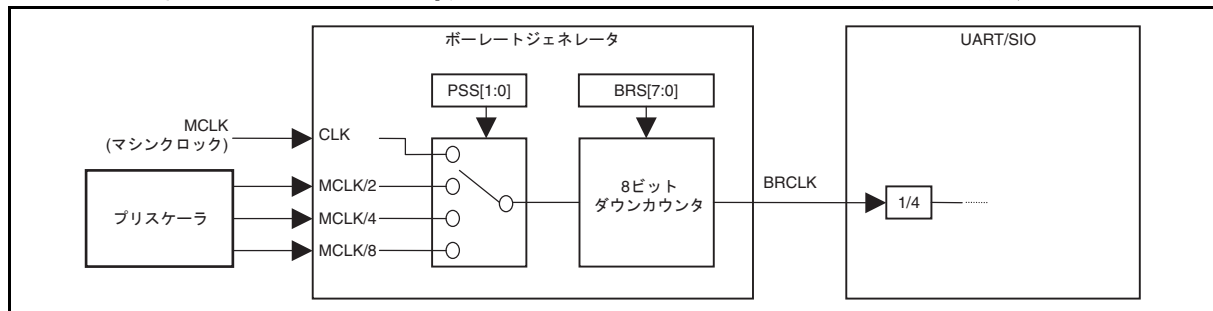 ボーレートジェネレータ
UART/SIO
PSS[1:0]
BRS[7:0]
MCLK
(マシンクロック)
CLK
MCLK/2
MCLK/4
MCLK/8
プリスケーラ
8ビット
ダウンカウンタ
BRCLK
1/4